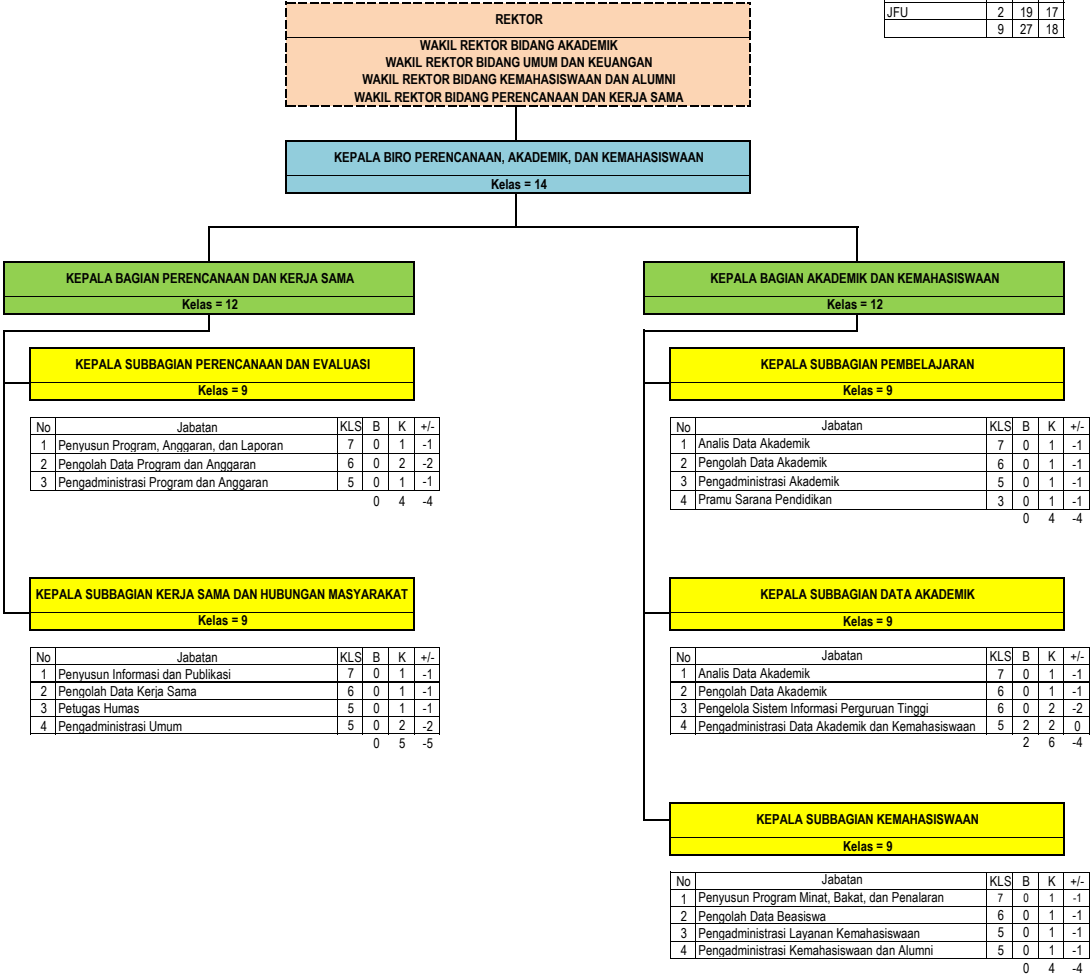 JFU 2 19 17
9 27 18
REKTOR
WAKIL REKTOR BIDANG AKADEMIK
WAKIL REKTOR BIDANG UMUM DAN KEUANGAN
WAKIL REKTOR BIDANG KEMAHASISWAAN DAN ALUMNI
WAKIL REKTOR BIDANG PERENCANAAN DAN KERJA SAMA
KEPALA BIRO PERENCANAAN, AKADEMIK, DAN KEMAHASISWAAN
Kelas = 14
KEPALA BAGIAN PERENCANAAN DAN KERJA SAMA
Kelas = 12
KEPALA SUBBAGIAN PERENCANAAN DAN EVALUASI
Kelas = 9
No Jabatan KLS B K +/-
1 Penyusun Program, Anggaran, dan Laporan 7 0 1 -1
2 Pengolah Data Program dan Anggaran 6 0 2 -2
3 Pengadministrasi Program dan Anggaran 5 0 1 -1
0 4 -4
KEPALA SUBBAGIAN KERJA SAMA DAN HUBUNGAN MASYARAKAT
Kelas = 9
No Jabatan KLS B K +/-
1 Penyusun Informasi dan Publikasi 7 0 1 -1
2 Pengolah Data Kerja Sama 6 0 1 -1
3 Petugas Humas 5 0 1 -1
4 Pengadministrasi Umum 5 0 2 -2
0 5 -5
KEPALA BAGIAN AKADEMIK DAN KEMAHASISWAAN
Kelas = 12
KEPALA SUBBAGIAN PEMBELAJARAN
Kelas = 9
No Jabatan KLS B K +/-
1 Analis Data Akademik 7 0 1 -1
2 Pengolah Data Akademik 6 0 1 -1
3 Pengadministrasi Akademik 5 0 1 -1
4 Pramu Sarana Pendidikan 3 0 1 -1
0 4 -4
KEPALA SUBBAGIAN DATA AKADEMIK
Kelas = 9
No Jabatan KLS B K +/-
1 Analis Data Akademik 7 0 1 -1
2 Pengolah Data Akademik 6 0 1 -1
3 Pengelola Sistem Informasi Perguruan Tinggi 6 0 2 -2
4 Pengadministrasi Data Akademik dan Kemahasiswaan 5 2 2 0
2 6 -4
KEPALA SUBBAGIAN KEMAHASISWAAN
Kelas = 9
No Jabatan KLS B K +/-
1 Penyusun Program Minat, Bakat, dan Penalaran 7 0 1 -1
2 Pengolah Data Beasiswa 6 0 1 -1
3 Pengadministrasi Layanan Kemahasiswaan 5 0 1 -1
4 Pengadministrasi Kemahasiswaan dan Alumni 5 0 1 -1
0 4 -4